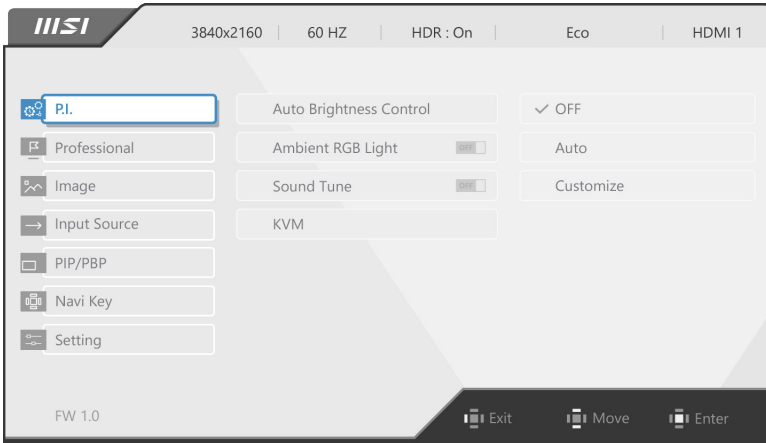 msi 3840x2160 60 HZ HDR : On Eco HDMI 1
P.I. Auto Brightness Control OFF
Professional Ambient RGB Light OFF Auto
Image Sound Tune OFF Customize
Input Source KVM
PIP/PBP
Navi Key
Setting
FW 1.0 Exit Move Enter